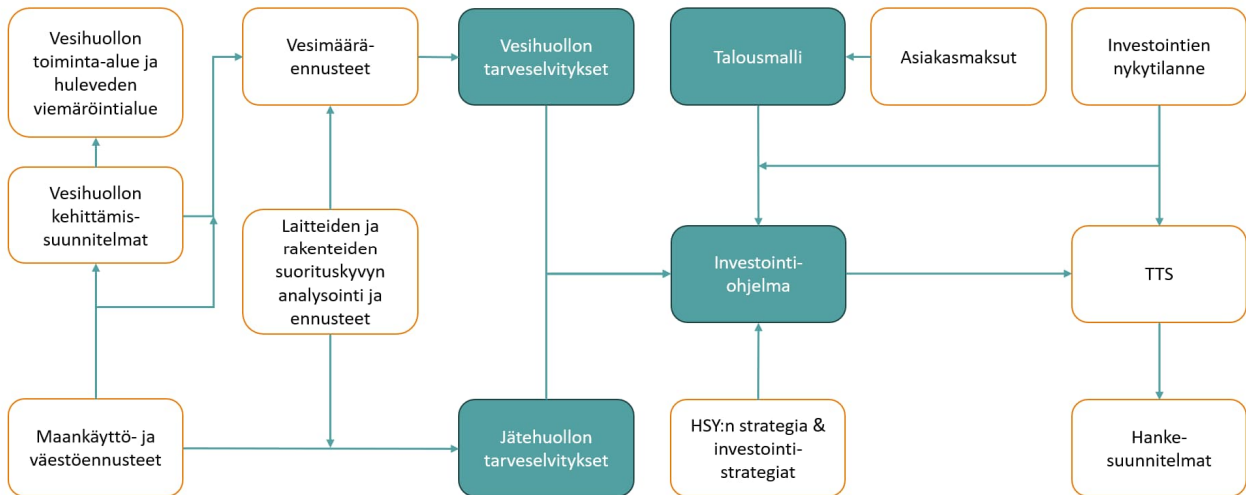 Vesihuollon
toiminta-alue ja
huleveden
viemäröintialue
Vesimäärä-
ennusteet
Vesihuollon
tarveselvitykset
Talousmalli
Asiakasmaksut
Investointien
nykytilanne
Vesihuollon
kehittämis-
suunnitelmat
Laitteiden ja
rakenteiden
suorituskyvyn
analysointi ja
ennusteet
Investointi-
ohjelma
TTS
Maankäyttö- ja
väestöennusteet
Jätehuollon
tarveselvitykset
HSY:n strategia &
investointi-
strategiat
Hanke-
suunnitelmat